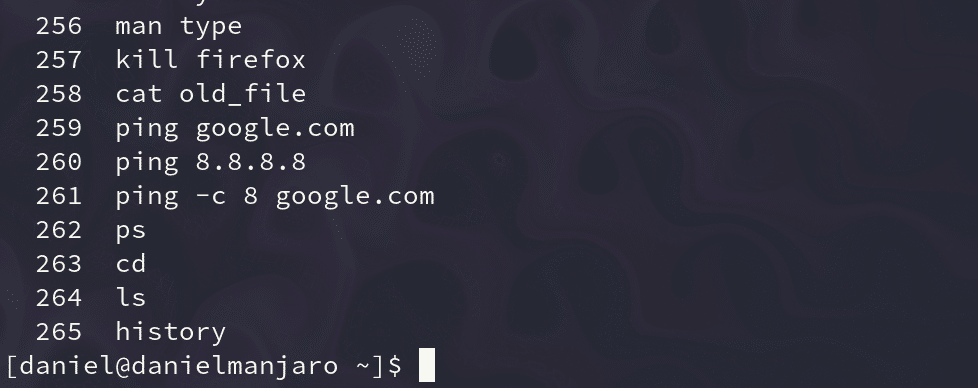 256 man type
257 kill firefox
258 cat old_file
259 ping google.com
260 ping 8.8.8.8
261 ping -c 8 google.com
262 ps
263 cd
264 ls
265 history
[daniel@danielmanjaro ~]$